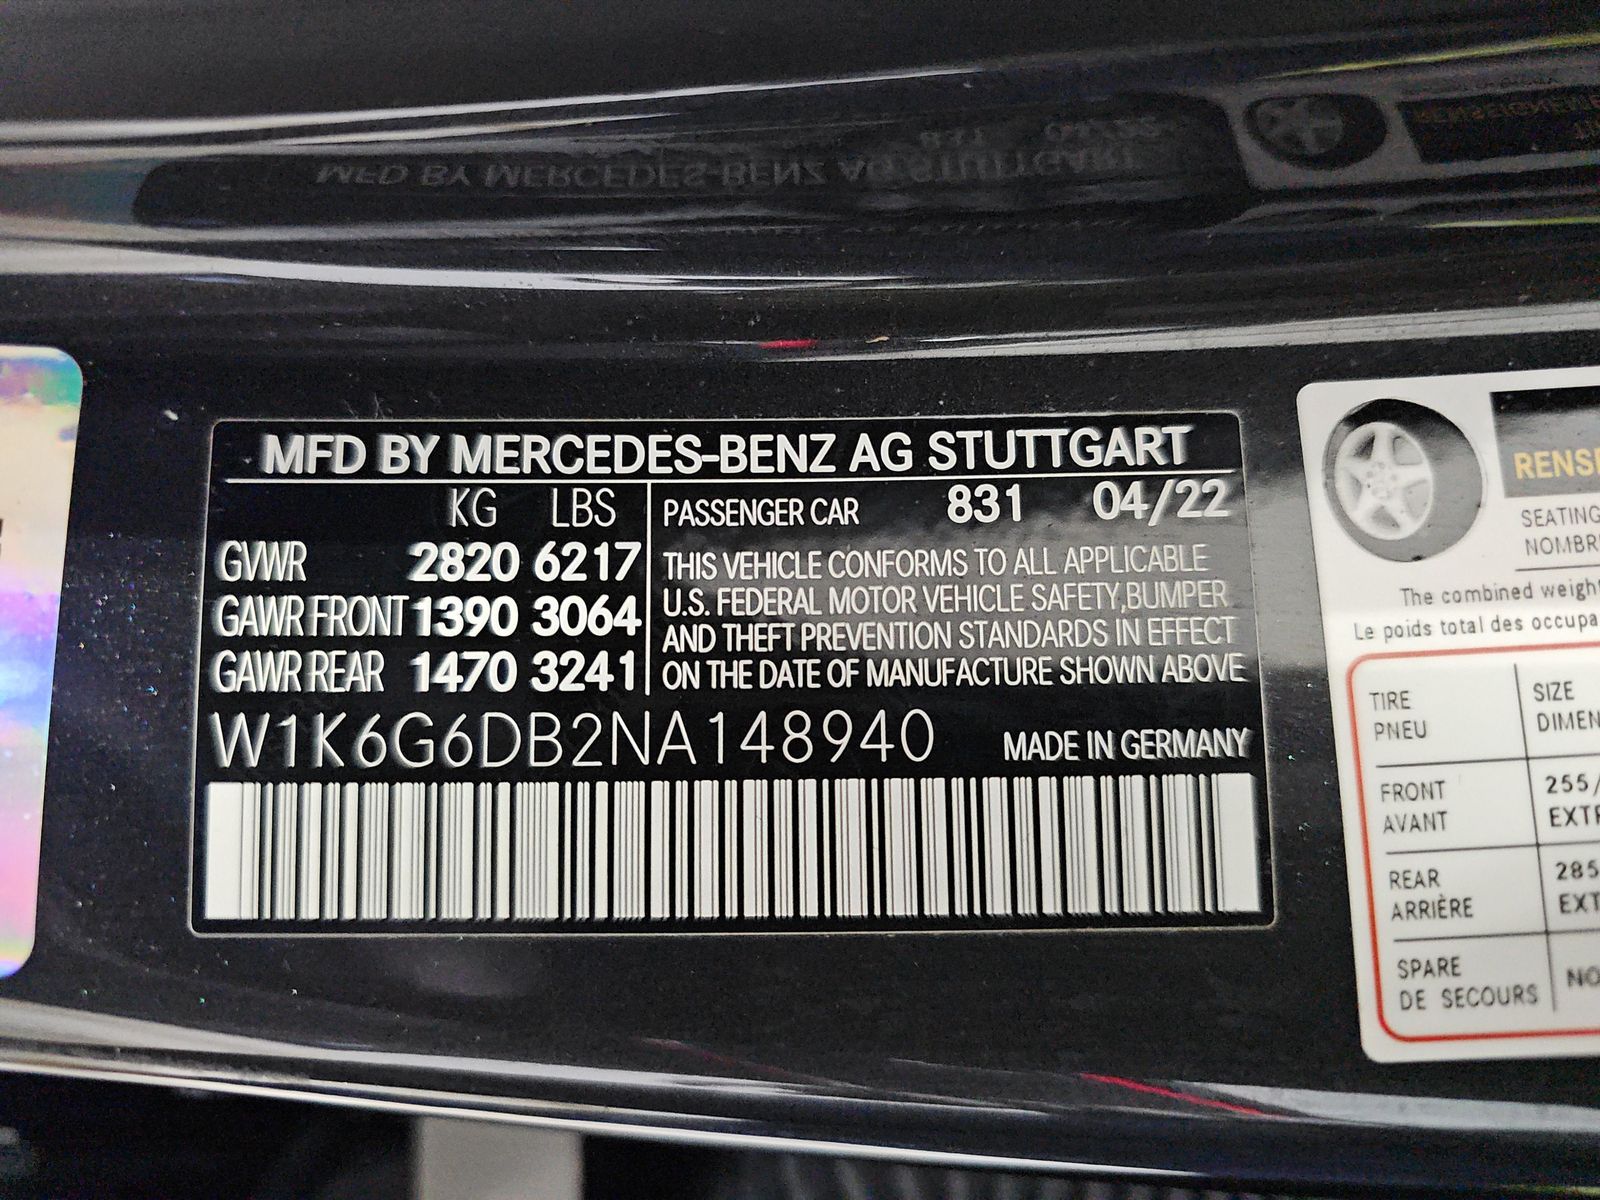 MFD BY MERCEDES-BENZ AG STUTTGART
KG LBS
GVWR 2820 6217
GAWR FRONT 1390 3064
GAWR REAR 1470 3241
PASSENGER CAR 831 04/22
THIS VEHICLE CONFORMS TO ALL APPLICABLE
U.S. FEDERAL MOTOR VEHICLE SAFETY,BUMPER
AND THEFT PREVENTION STANDARDS IN EFFECT
ON THE DATE OF MANUFACTURE SHOWN ABOVE
W1K6G6DB2NA148940 MADE IN GERMANY
SEATING
The combined weight
Le poids total des
TIRE SIZE
PNEU
FRONT 255/
AVANT
REAR 285
ARRIÈRE
SPARE
DE SECOURS